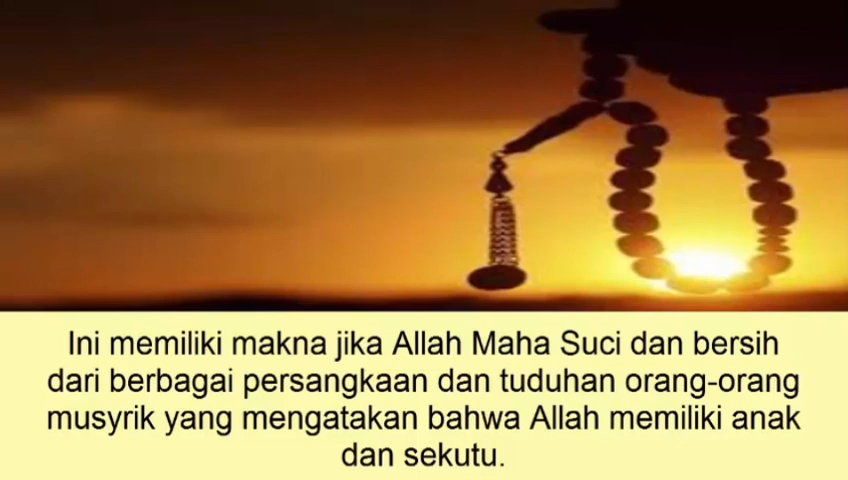 Ini memiliki makna jika Allah Maha Suci dan bersih
dari berbagai persangkaan dan tuduhan orang-orang
musyrik yang mengatakan bahwa Allah memiliki anak
dan sekutu.